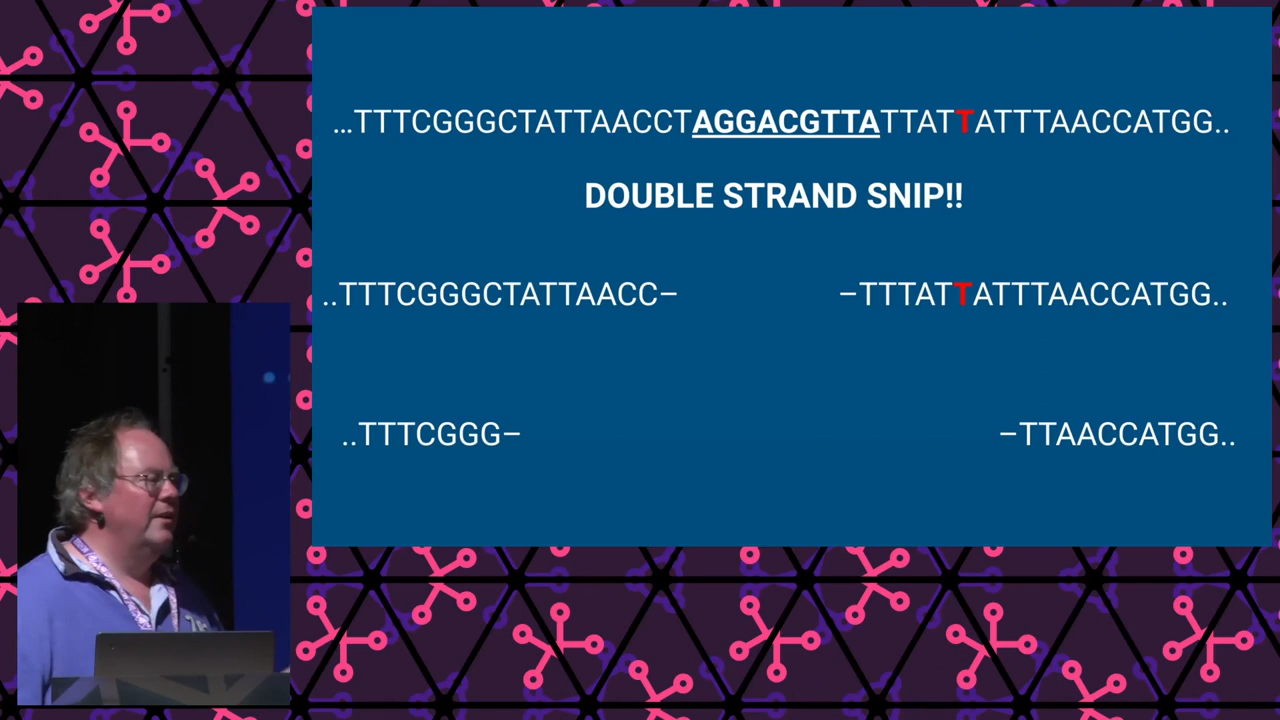 …TTTCGGGCTATTAACCTAGGACGTTATTATTATTTAACCATGG..
DOUBLE STRAND SNIP!!
..TTTCGGGCTATTAACC– –TTTATTATTTAACCATGG..
..TTTCGGG– –TTAACCATGG..